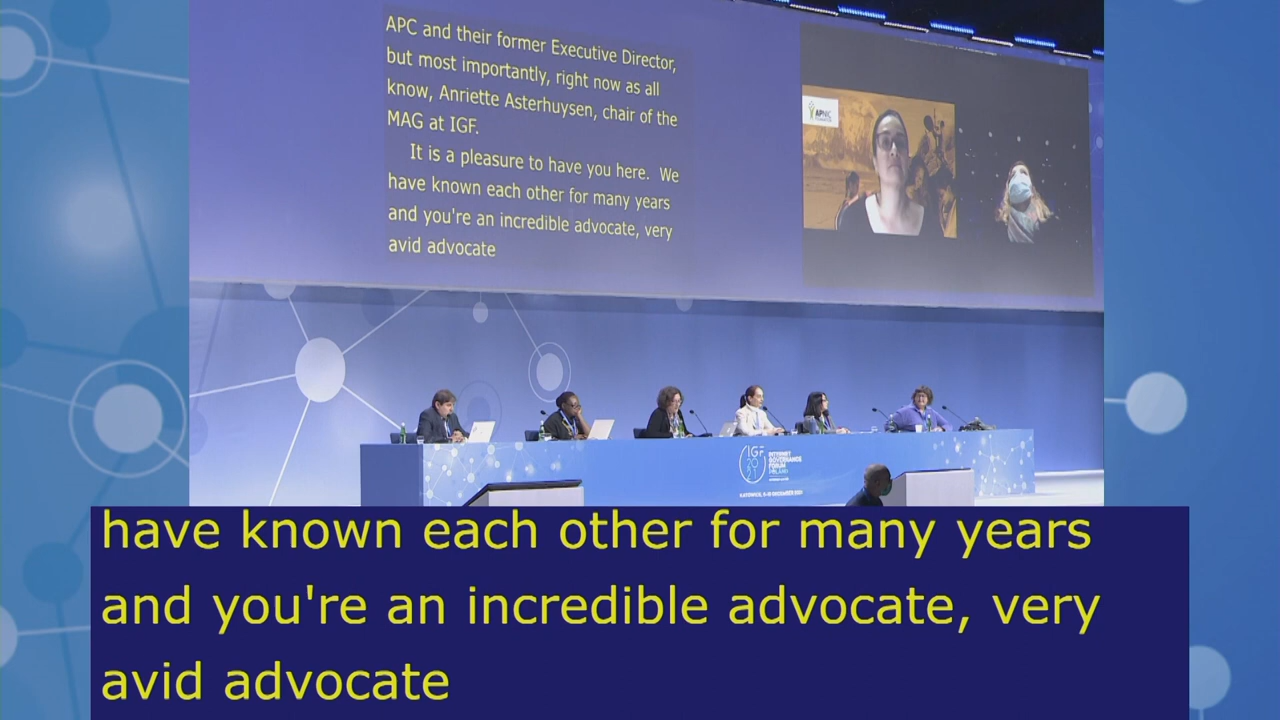 APC and their former Executive Director,
but most importantly, right now as all
know, Anriette Asterhuysen, chair of the
MAG at IGF.
It is a pleasure to have you here. We
have known each other for many years
and you're an incredible advocate, very
avid advocate
APNIC
IGF
20
21
INTERNET
GOVERNANCE
FORUM
POLAND
have known each other for many years
and you're an incredible advocate, very
avid advocate